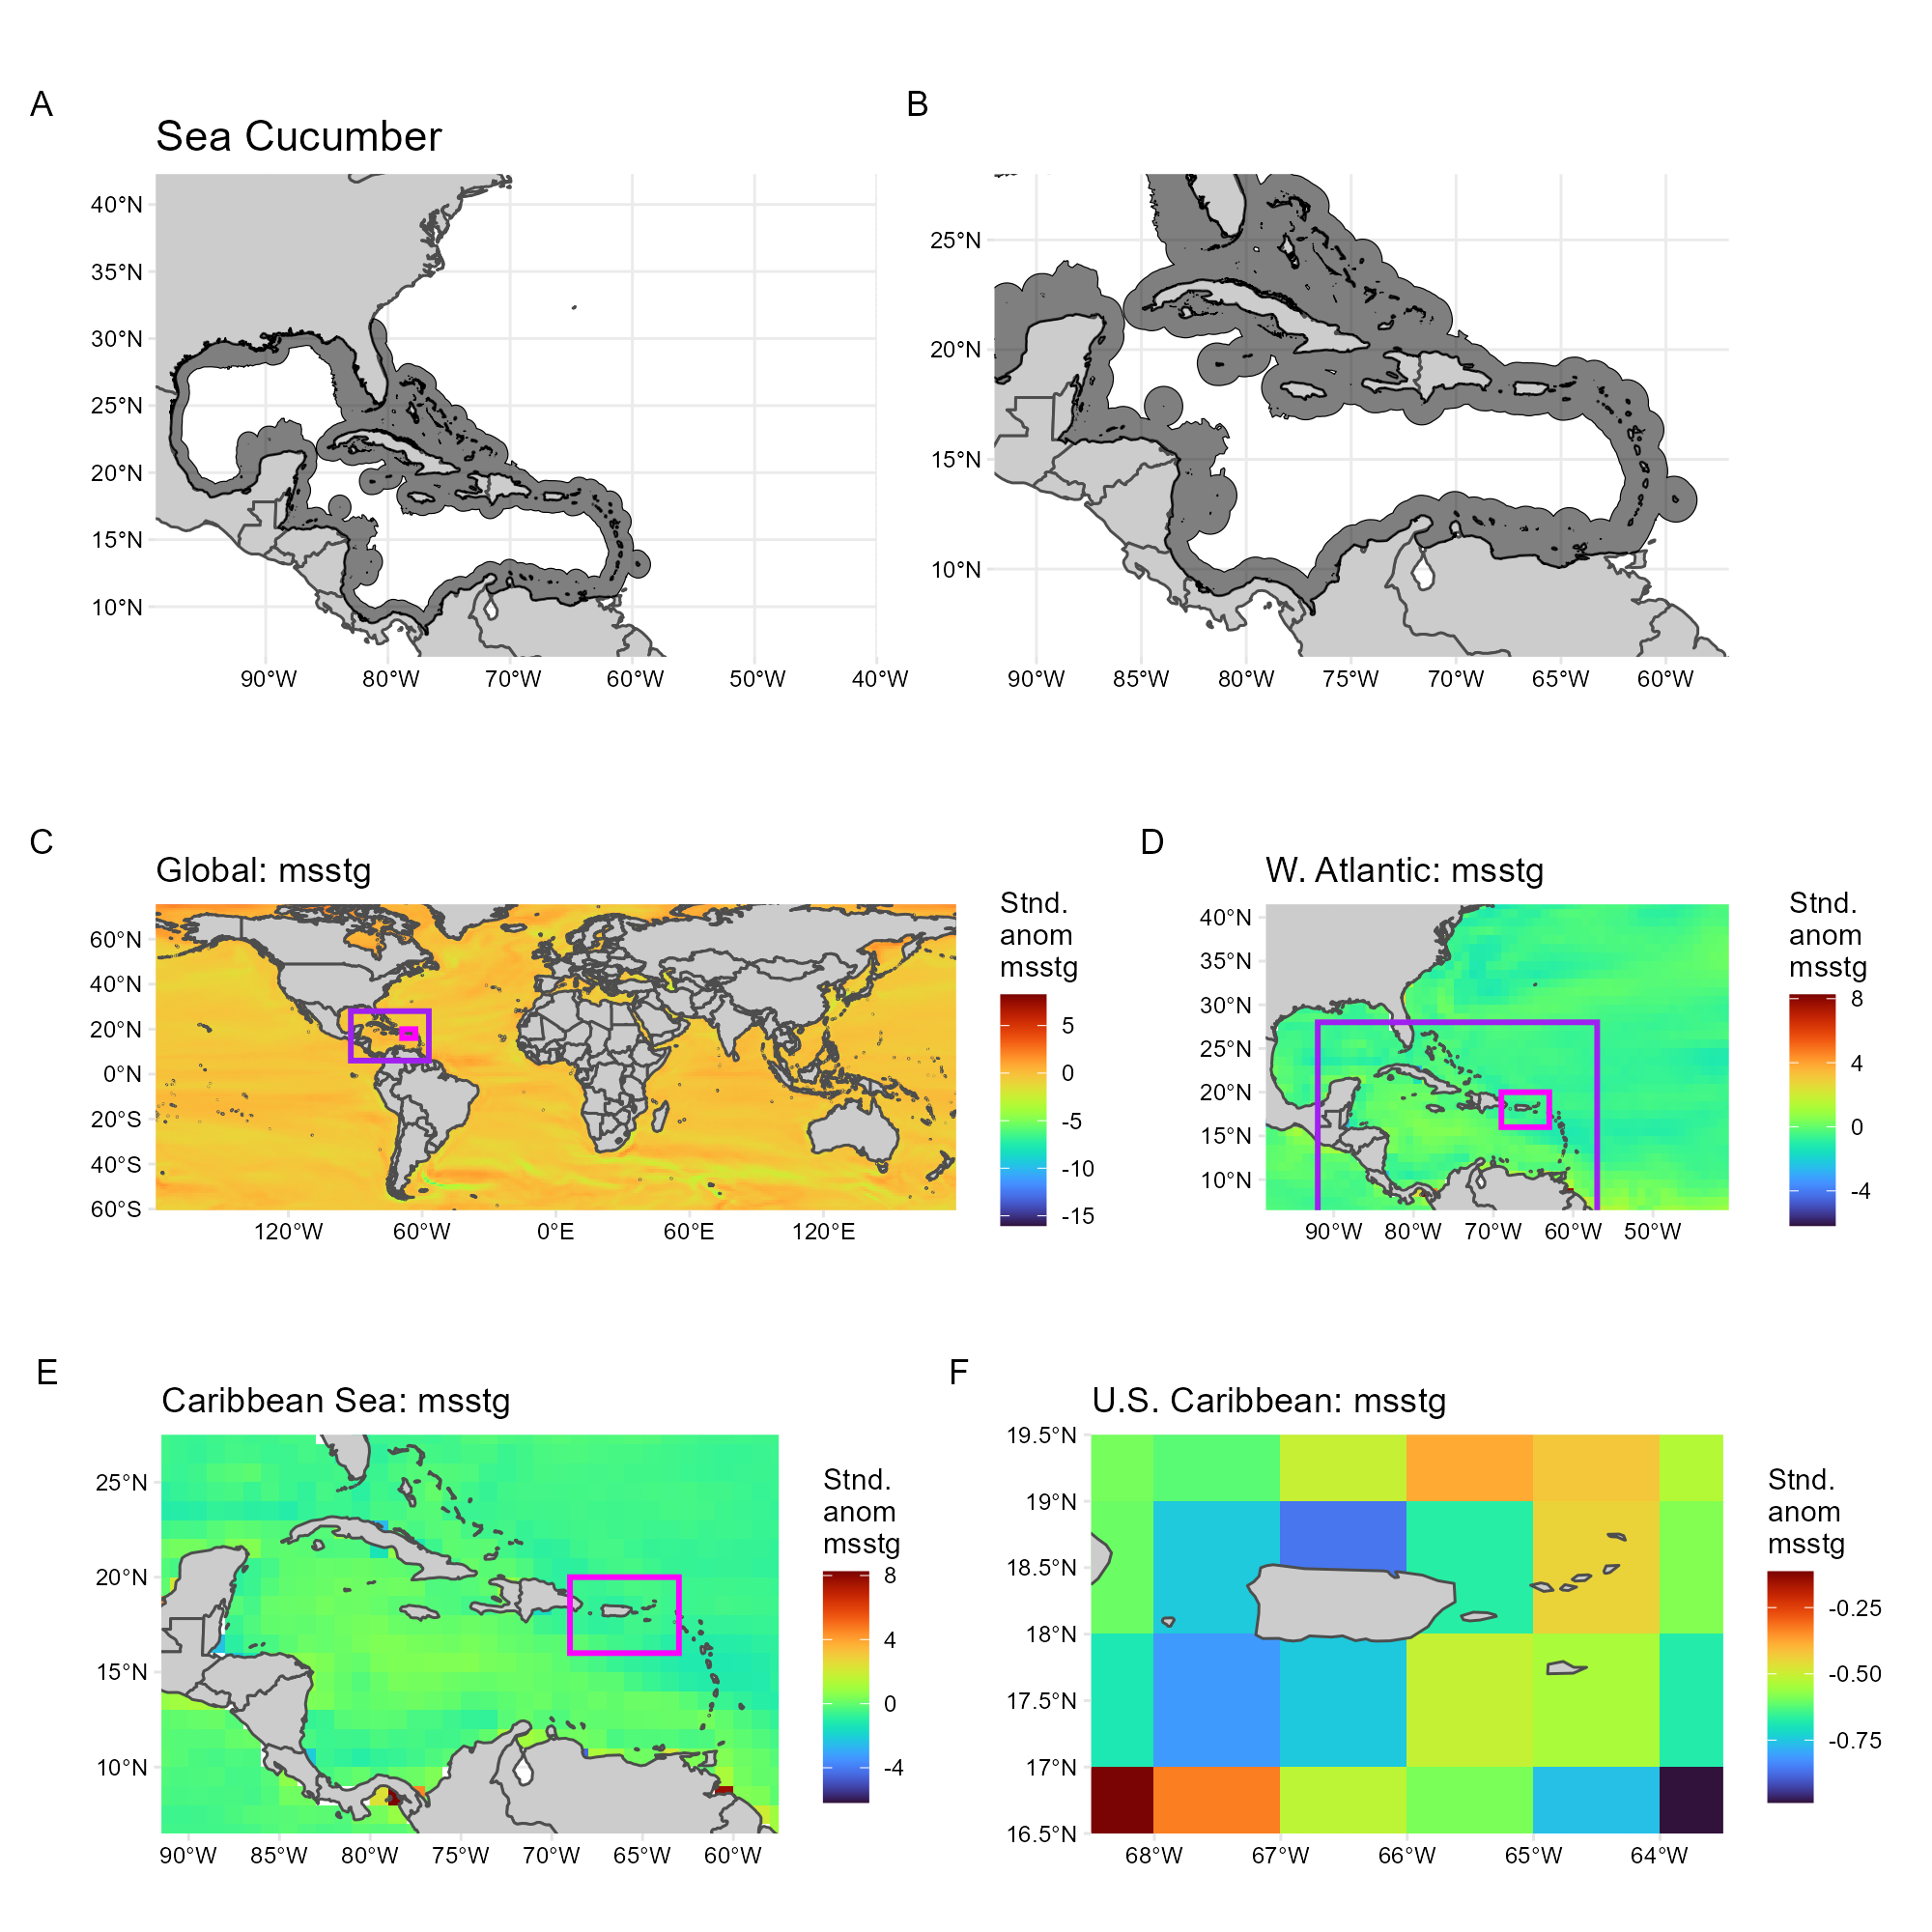 A
Sea Cucumber
40°N
35°N
30°N
25°N
20°N
15°N
10°N
90°W 80°W 70°W 60°W 50°W 40°W
B
25°N
20°N
15°N
10°N
90°W 85°W 80°W 75°W 70°W 65°W 60°W
C
Global: msstg
60°N
40°N
20°N
0°N
20°S
40°S
60°S
120°W 60°W 0°E 60°E 120°E
Stnd.
anom
msstg
5
0
-5
-10
-15
D
W. Atlantic: msstg
40°N
35°N
30°N
25°N
20°N
15°N
10°N
90°W 80°W 70°W 60°W 50°W
Stnd.
anom
msstg
8
4
0
-4
E
Caribbean Sea: msstg
25°N
20°N
15°N
10°N
90°W 85°W 80°W 75°W 70°W 65°W 60°W
Stnd.
anom
msstg
8
4
0
-4
F
U.S. Caribbean: msstg
19.5°N
19°N
18.5°N
18°N
17.5°N
17°N
16.5°N
68°W 67°W 66°W 65°W 64°W
Stnd.
anom
msstg
-0.25
-0.50
-0.75